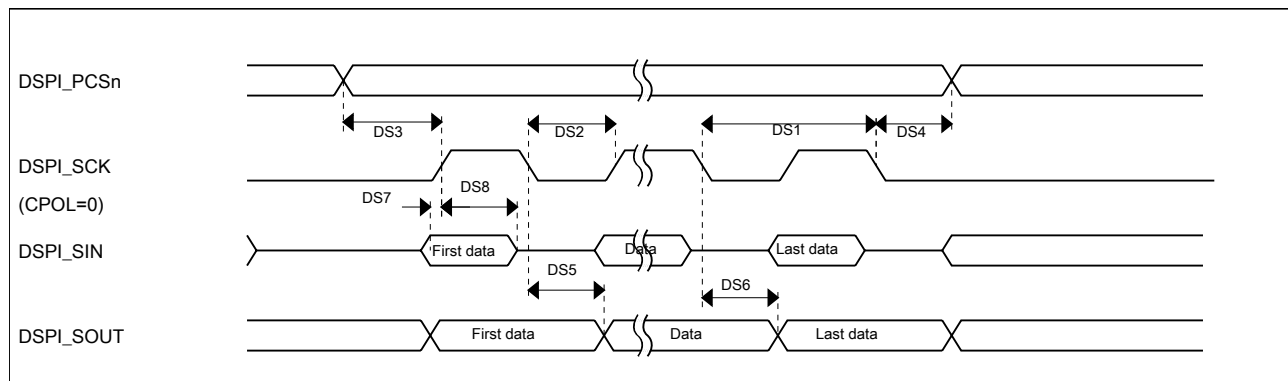 DSPI_PCSn
DS3
DS2
DS1
DS4
DSPI_SCK
(CPOL=0)
DS7
DS8
DSPI_SIN
First data
Data
Last data
DS5
DS6
DSPI_SOUT
First data
Data
Last data